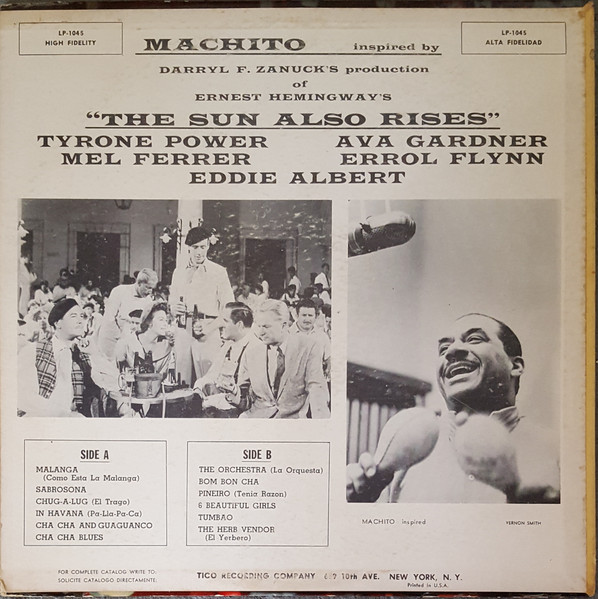 LP-1045
HIGH FIDELITY
MACHITO inspired by
LP-1045
ALTA FIDELIDAD
DARRYL F. ZANUCK'S production
of
ERNEST HEMINGWAY'S
"THE SUN ALSO RISES"
TYRONE POWER AVA GARDNER
MEL FERRER ERROL FLYNN
EDDIE ALBERT
SIDE A
MALANGA
(Como Esta La Malanga)
SABROSONA
CHUG-A-LUG (El Trago)
IN HAVANA (Pa-Lla-Pa-Ca)
CHA CHA AND GUAGUANCO
CHA CHA BLUES
SIDE B
THE ORCHESTRA (La Orquesta)
BOM BON CHA
PINEIRO (Tenia Razon)
6 BEAUTIFUL GIRLS
TUMBAO
THE HERB VENDOR
(El Yerbero)
MACHITO inspired
VERNON SMITH
FOR COMPLETE CATALOG WRITE TO:
SOLICITE CATALOGO DIRECTAMENTE:
TICO RECORDING COMPANY 10th AVE. NEW YORK, N. Y.
Printed in U.S.A.